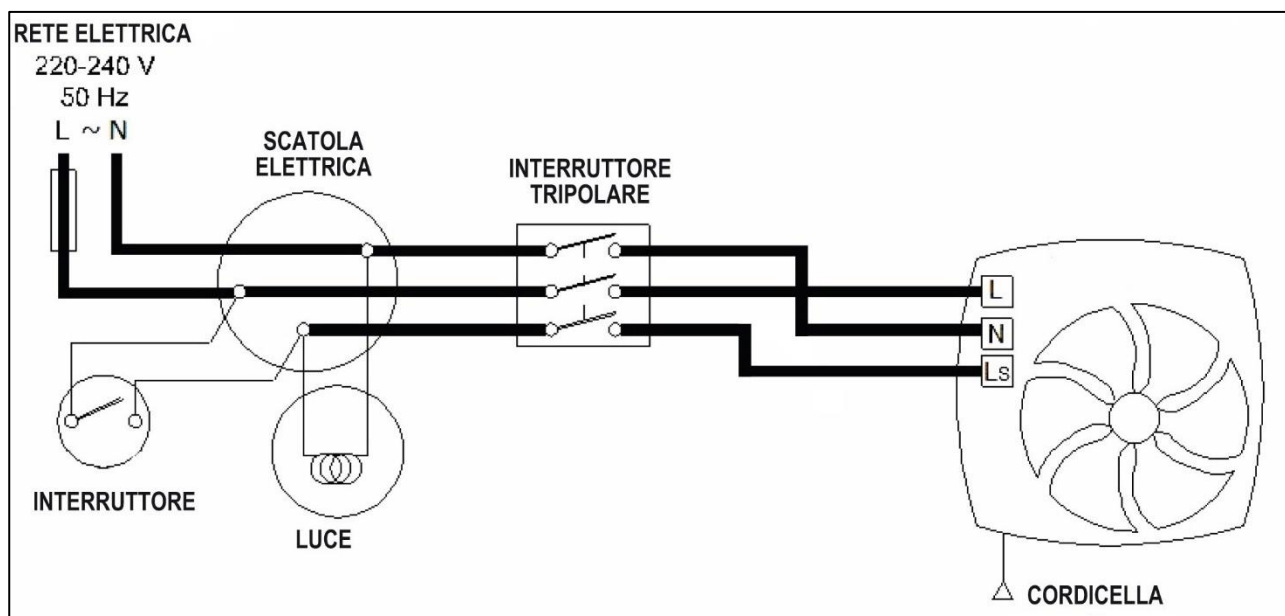 RETE ELETTRICA
220-240 V
50 Hz
L ~ N
SCATOLA
ELETTRICA
INTERRUTTORE
TRIPOLARE
L
N
Ls
INTERRUTTORE
LUCE
CORDICELLA